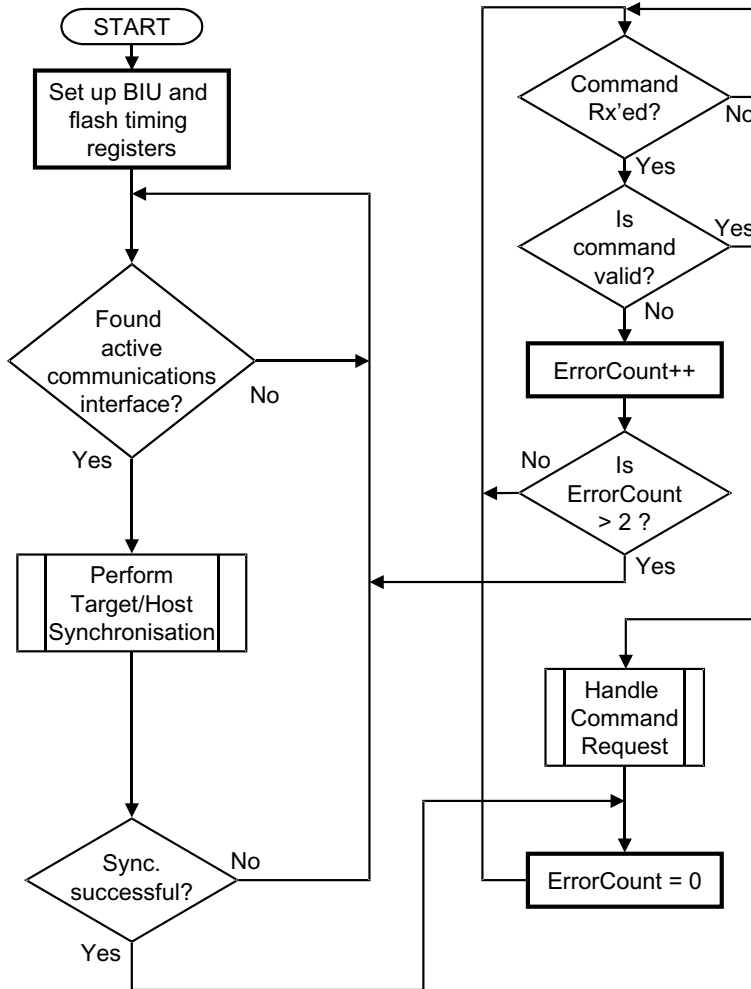 START
Set up BIU and
flash timing
registers
Found
active
communications
interface?
No
Yes
Perform
Target/Host
Synchronisation
Sync.
successful?
No
Yes
Command
Rx’ed?
No
Yes
Is
command
valid?
Yes
No
ErrorCount++
No
Is
ErrorCount
> 2 ?
Yes
Handle
Command
Request
ErrorCount = 0